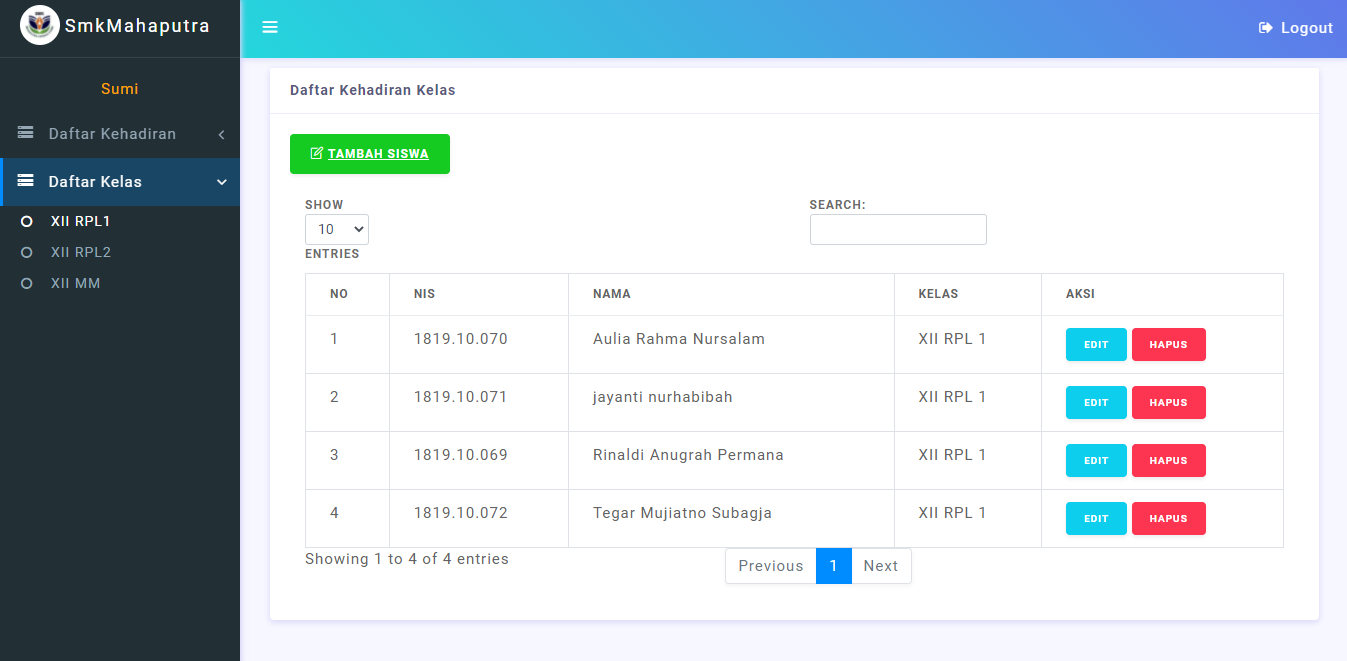 SmkMahaputra
Logout
Sumi
Daftar Kehadiran
Daftar Kelas
XII RPL1
XII RPL2
XII MM
Daftar Kehadiran Kelas
TAMBAH SISWA
SHOW
10
ENTRIES
SEARCH:
NO NIS NAMA KELAS AKSI
1 1819.10.070 Aulia Rahma Nursalam XII RPL 1 EDIT HAPUS
2 1819.10.071 jayanti nurhabibah XII RPL 1 EDIT HAPUS
3 1819.10.069 Rinaldi Anugrah Permana XII RPL 1 EDIT HAPUS
4 1819.10.072 Tegar Mujiatno Subagja XII RPL 1 EDIT HAPUS
Showing 1 to 4 of 4 entries
Previous 1 Next